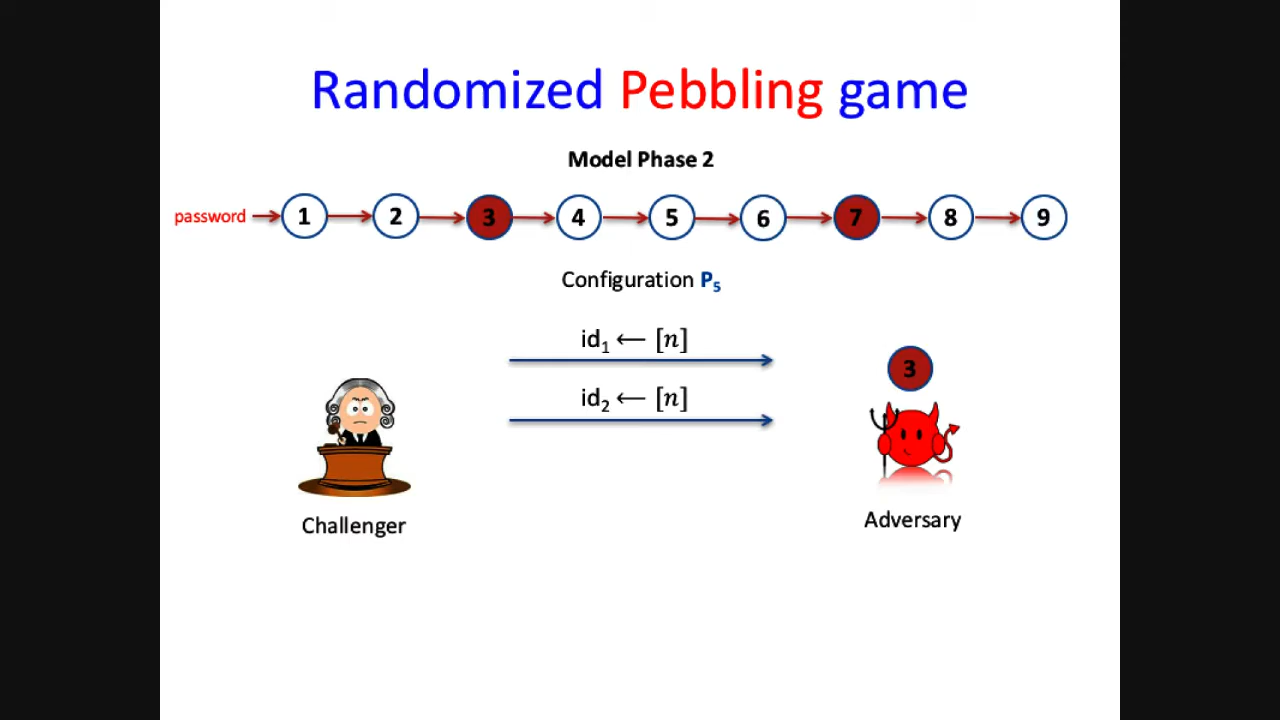 Randomized Pebbling game
Model Phase 2
password 1 2 3 4 5 6 7 8 9
Configuration P₅
id₁ ⟵ [n]
3
id₂ ⟵ [n]
Adversary
Challenger